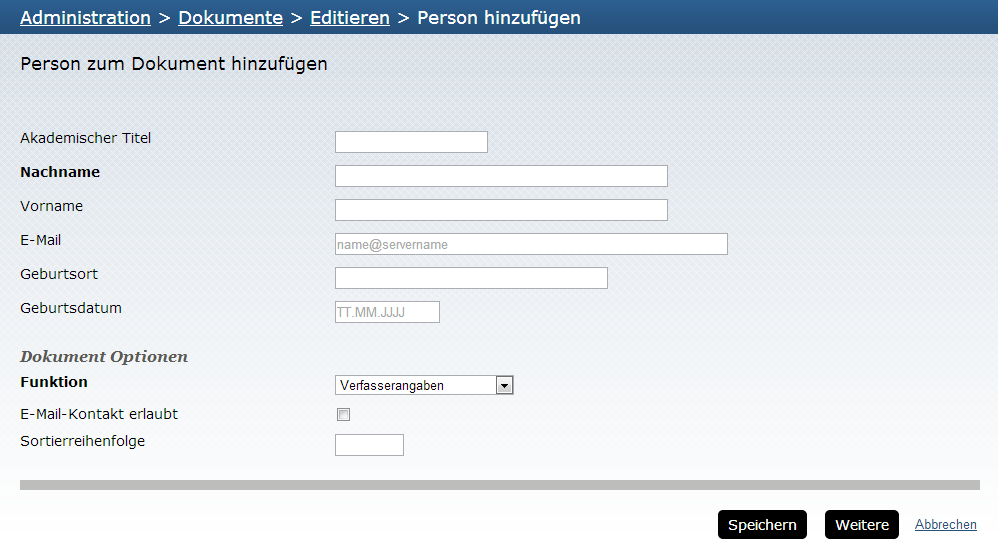 Administration > Dokumente > Editieren > Person hinzufügen
Person zum Dokument hinzufügen
Akademischer Titel
Nachname
Vorname
E-Mail name@servername
Geburtsort
Geburtsdatum TT.MM.JJJJ
Dokument Optionen
Funktion Verfasserangaben
E-Mail-Kontakt erlaubt
Sortierreihenfolge
Speichern Weitere Abbrechen